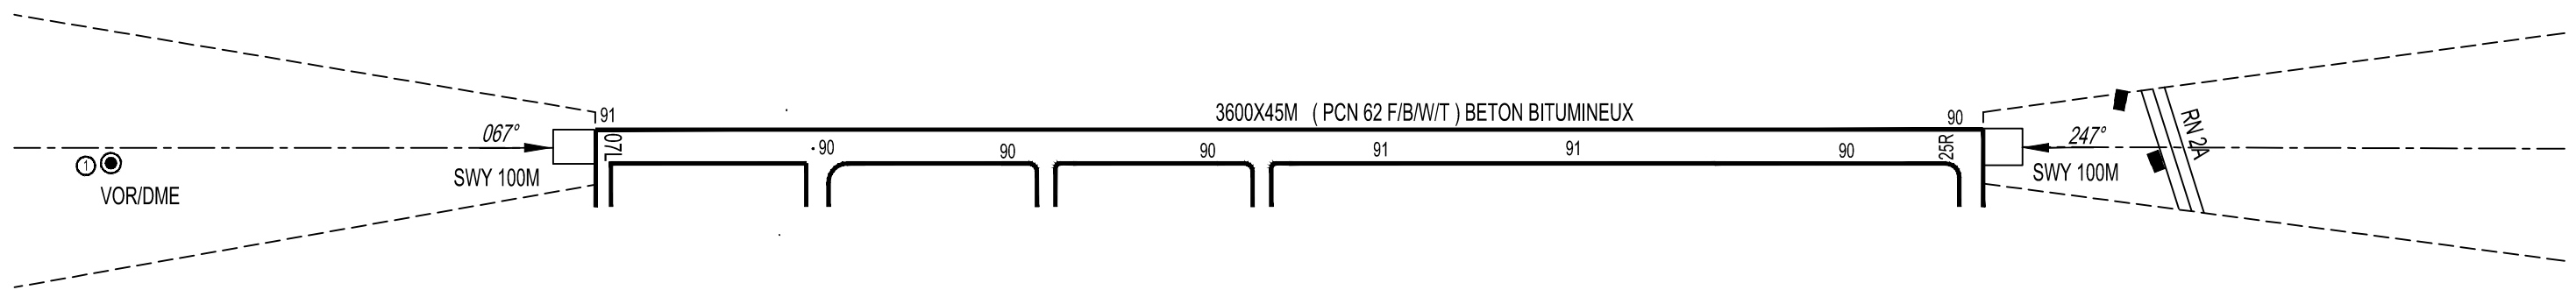 91
3600X45M ( PCN 62 F/B/W/T ) BETON BITUMINEUX
90
067°
07L
90
90
90
91
91
90
25R
247°
RN 2A
1
VOR/DME
SWY 100M
SWY 100M